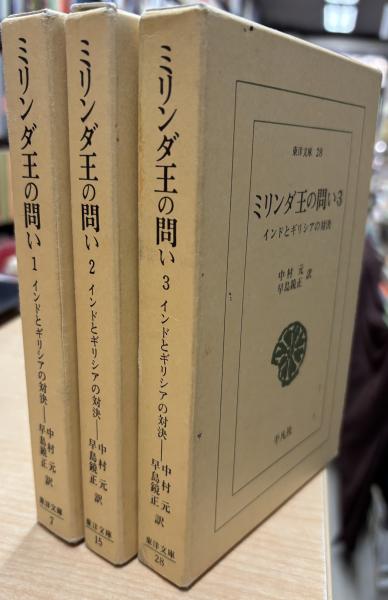 ミリンダ王の問い 1 インドとギリシアの対決──中村 元
早島鏡正 訳
東洋文庫
7
ミリンダ王の問い 2 インドとギリシアの対決──中村 元
早島鏡正 訳
東洋文庫
15
ミリンダ王の問い 3 インドとギリシアの対決──中村 元
早島鏡正 訳
東洋文庫
28
東洋文庫 28
ミリンダ王の問い3
インドとギリシアの対決
中村 元
早島鏡正 訳
平凡社